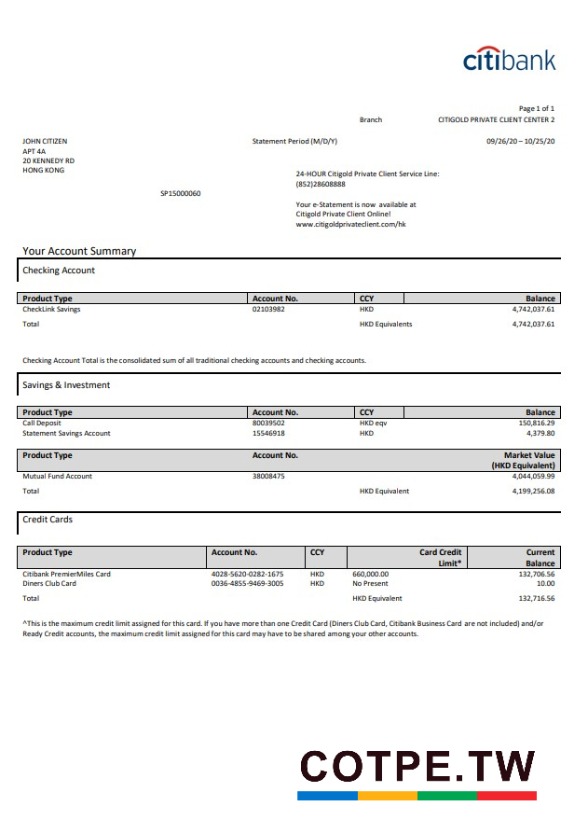 citibank
Page 1 of 1
Branch CITIGOLD PRIVATE CLIENT CENTER 2
JOHN CITIZEN Statement Period (M/D/Y) 09/26/20 – 10/25/20
APT 4A
20 KENNEDY RD
HONG KONG
24-HOUR Citigold Private Client Service Line:
(852)28608888
SP15000060
Your e-Statement is now available at
Citigold Private Client Online!
www.citigoldprivateclient.com/hk
Your Account Summary
Checking Account
Product Type Account No. CCY Balance
CheckLink Savings 02103982 HKD 4,742,037.61
Total HKD Equivalents 4,742,037.61
Checking Account Total is the consolidated sum of all traditional checking accounts and checking accounts.
Savings & Investment
Product Type Account No. CCY Balance
Call Deposit 80039502 HKD eqv 150,816.29
Statement Savings Account 15546918 HKD 4,379.80
Product Type Account No. Market Value
(HKD Equivalent)
Mutual Fund Account 38008475 4,044,059.99
Total HKD Equivalent 4,199,256.08
Credit Cards
Product Type Account No. CCY Card Credit Current
Limit* Balance
Citibank PremierMiles Card 4028-5620-0282-1675 HKD 660,000.00 132,706.56
Diners Club Card 0036-4855-9469-3005 HKD No Present 10.00
Total HKD Equivalent 132,716.56
^This is the maximum credit limit assigned for this card. If you have more than one Credit Card (Diners Club Card, Citibank Business Card are not included) and/or
Ready Credit accounts, the maximum credit limit assigned for this card may have to be shared among your other accounts.
COTPE.TW